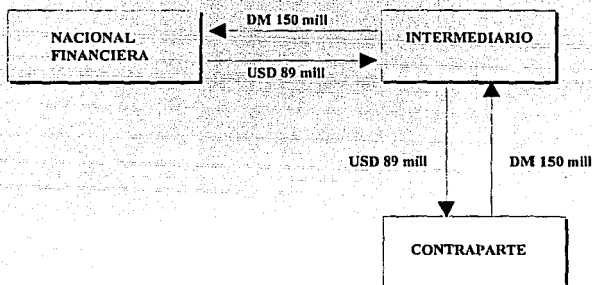 DM 150 mill
NACIONAL
FINANCIERA
INTERMEDIARIO
USD 89 mill
USD 89 mill
DM 150 mill
CONTRAPARTE